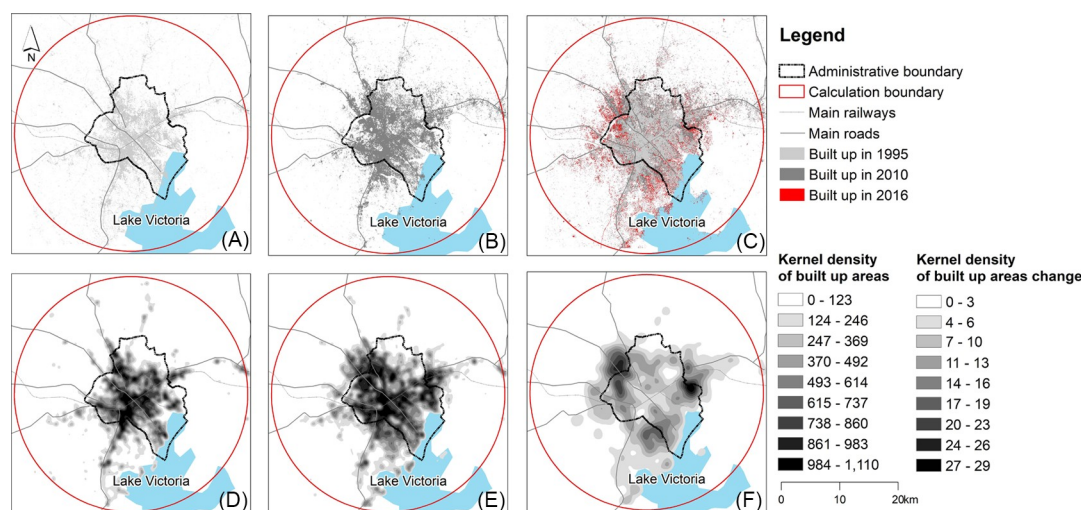 N
Lake Victoria
(A)
Lake Victoria
(B)
Lake Victoria
(C)
Legend
Administrative boundary
Calculation boundary
Main railways
Main roads
Built up in 1995
Built up in 2010
Built up in 2016
Lake Victoria
(D)
Lake Victoria
(E)
Lake Victoria
(F)
Kernel density
of built up areas
0 - 123
124 - 246
247 - 369
370 - 492
493 - 614
615 - 737
738 - 860
861 - 983
984 - 1,110
Kernel density
of built up areas change
0 - 3
4 - 6
7 - 10
11 - 13
14 - 16
17 - 19
20 - 23
24 - 26
27 - 29
0 10 20km